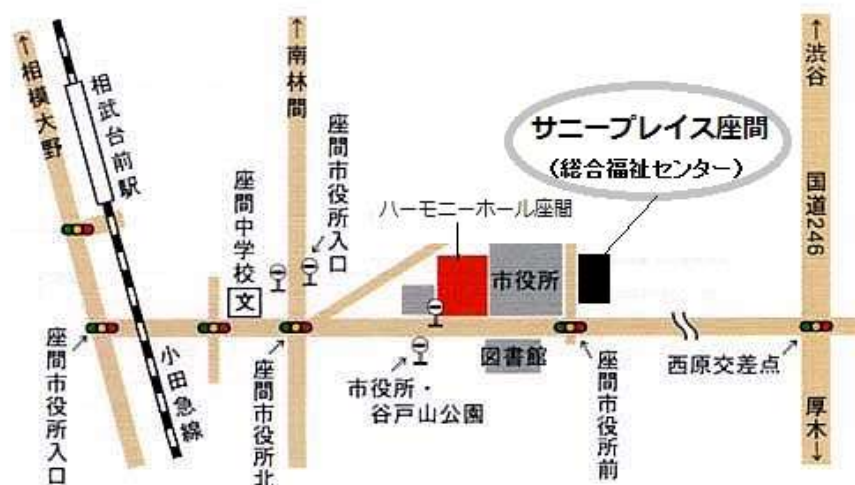 ↑相模大野
相武台前駅
↑南林間
座間市役所入口
座間中学校
文
ハーモニーホール座間
サニープレイス座間
(総合福祉センター)
↑渋谷
国道246
市役所
座間市役所入口
小田急線
座間市役所北
市役所・
谷戸山公園
図書館
座間市役所前
西原交差点
厚木↓